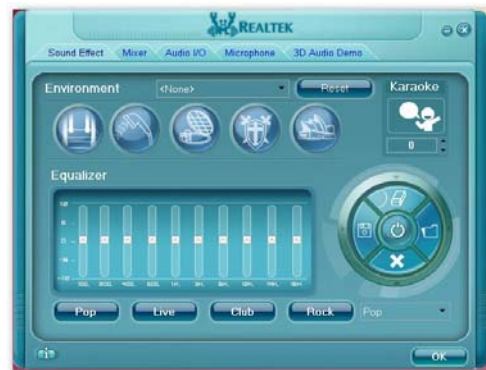 REALTEK
Sound Effect Mixer Audio I/O Microphone 3D Audio Demo
Environment <None> Reset Karaoke
0
Equalizer
Pop Live Club Rock Pop
OK